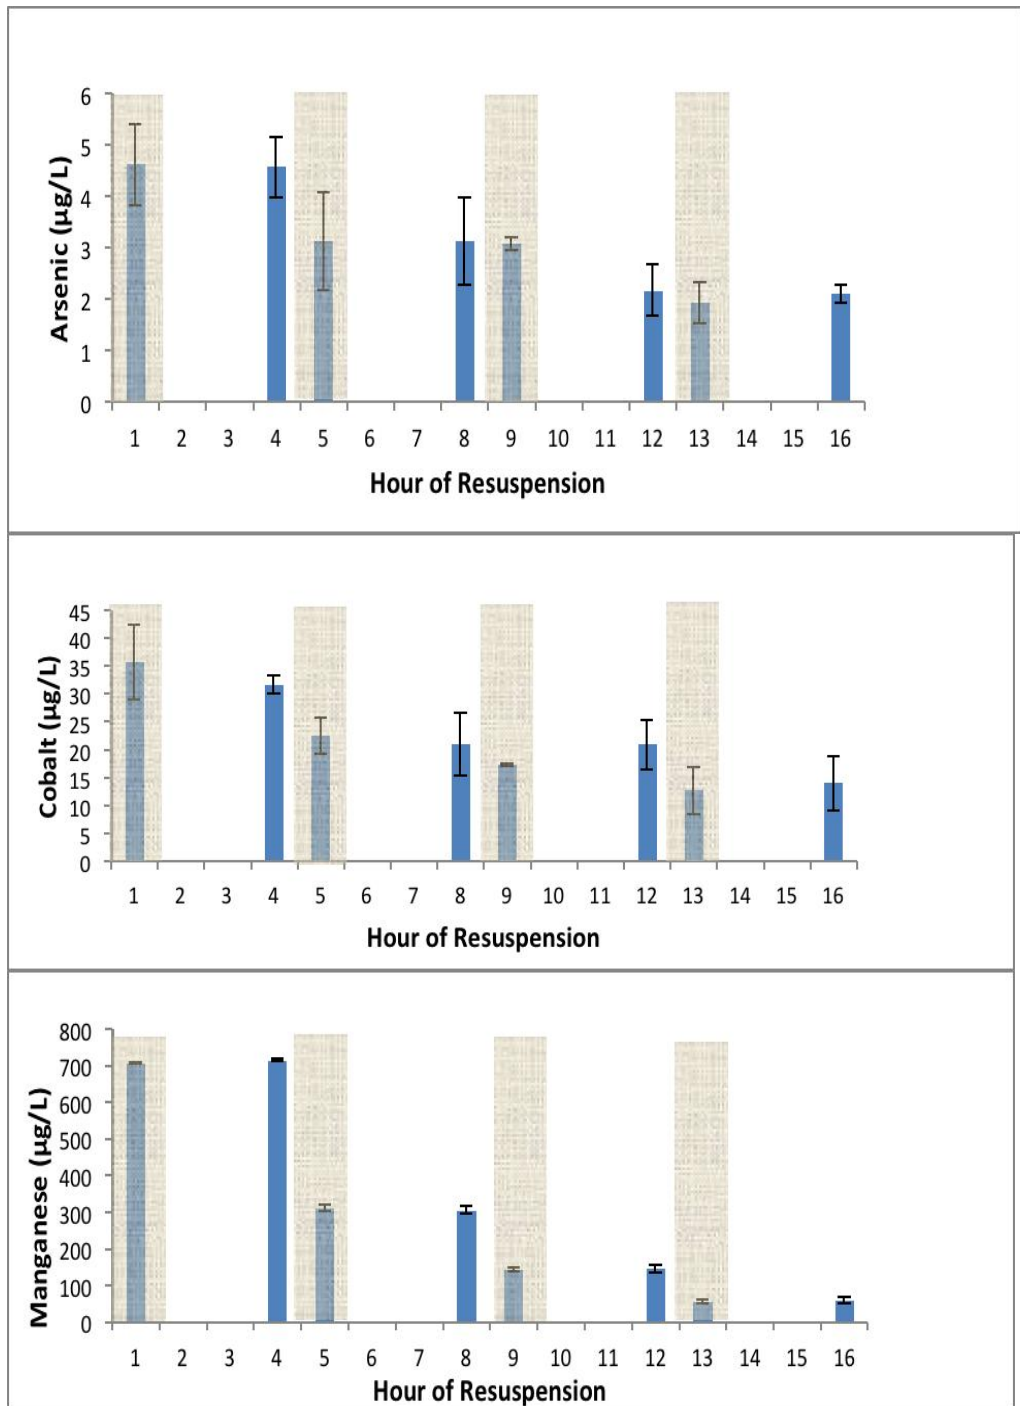 6
5
4
3
2
1
0
Arsenic (µg/L)
1 2 3 4 5 6 7 8 9 10 11 12 13 14 15 16
Hour of Resuspension
45
40
35
30
25
20
15
10
5
0
Cobalt (µg/L)
1 2 3 4 5 6 7 8 9 10 11 12 13 14 15 16
Hour of Resuspension
800
700
600
500
400
300
200
100
0
Manganese (µg/L)
1 2 3 4 5 6 7 8 9 10 11 12 13 14 15 16
Hour of Resuspension